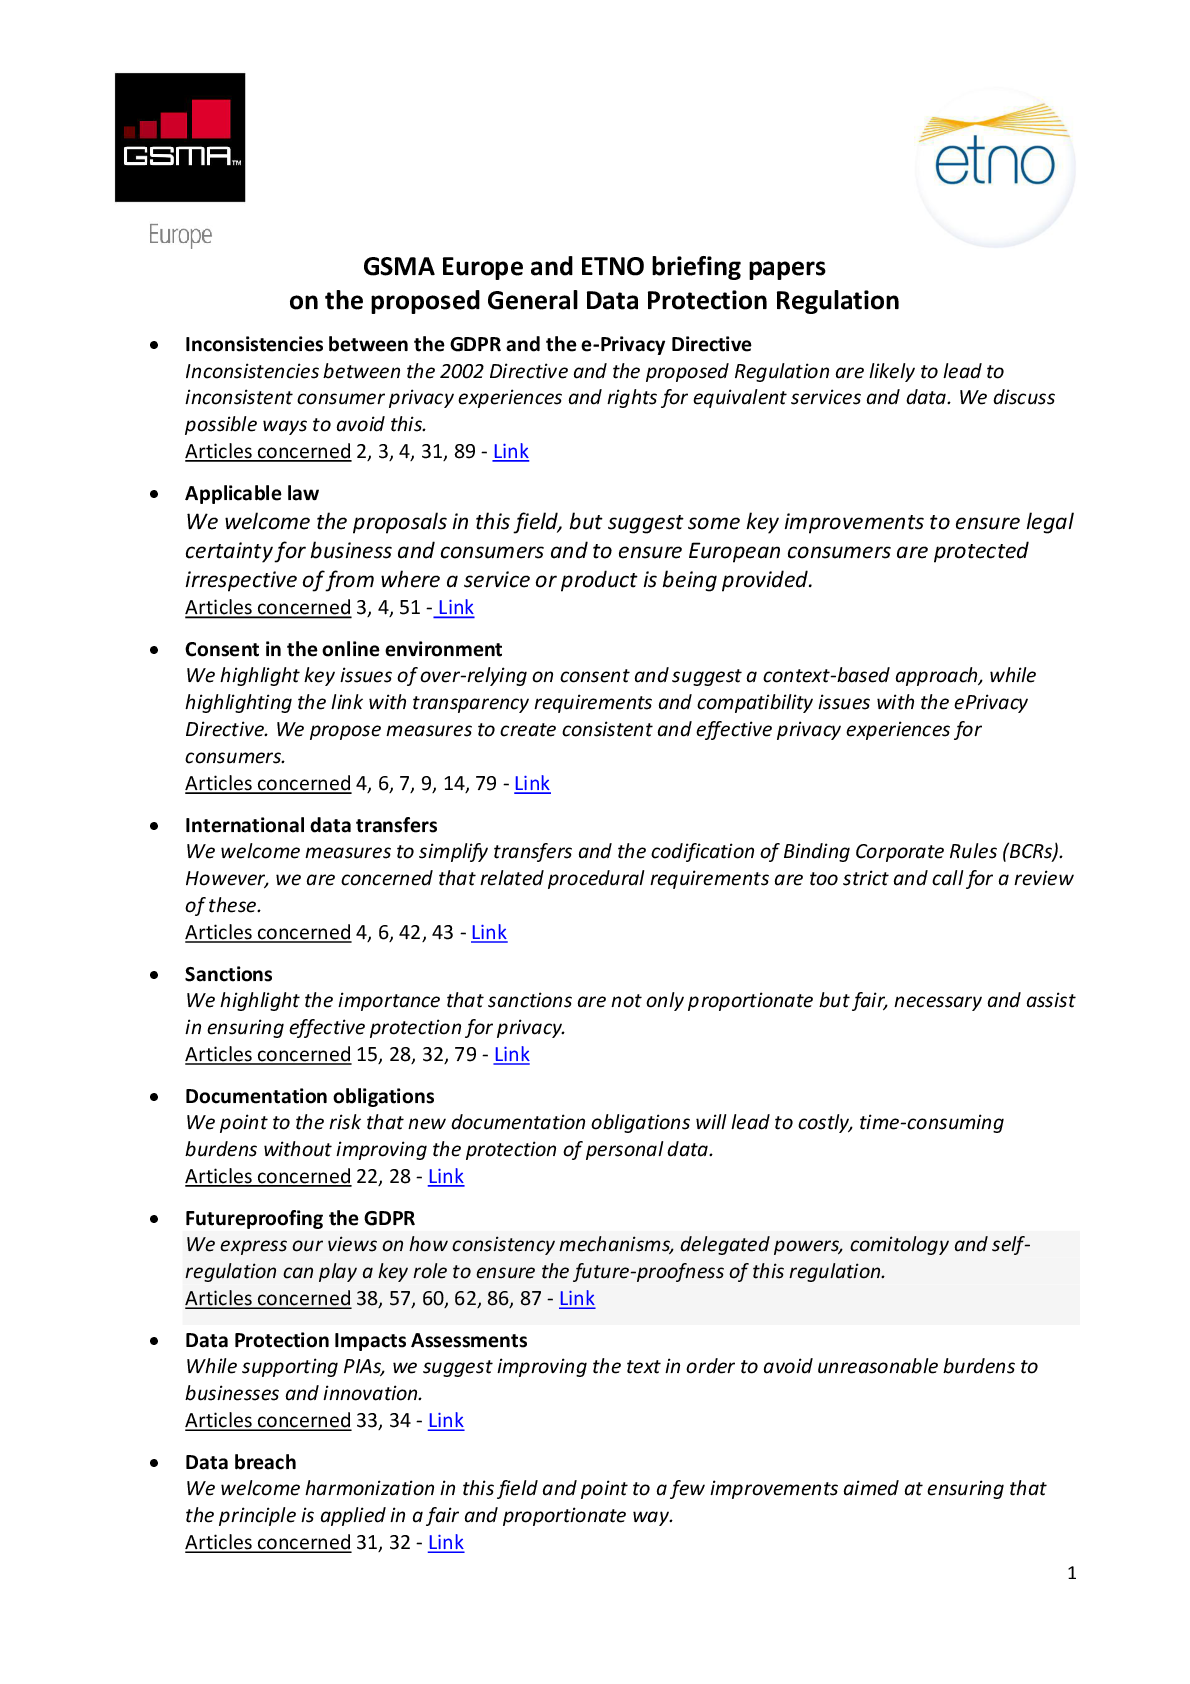 GSMA™
Europe
etno
GSMA Europe and ETNO briefing papers
on the proposed General Data Protection Regulation
• Inconsistencies between the GDPR and the e-Privacy Directive
Inconsistencies between the 2002 Directive and the proposed Regulation are likely to lead to
inconsistent consumer privacy experiences and rights for equivalent services and data. We discuss
possible ways to avoid this.
Articles concerned 2, 3, 4, 31, 89 - Link
• Applicable law
We welcome the proposals in this field, but suggest some key improvements to ensure legal
certainty for business and consumers and to ensure European consumers are protected
irrespective of from where a service or product is being provided.
Articles concerned 3, 4, 51 - Link
• Consent in the online environment
We highlight key issues of over-relying on consent and suggest a context-based approach, while
highlighting the link with transparency requirements and compatibility issues with the ePrivacy
Directive. We propose measures to create consistent and effective privacy experiences for
consumers.
Articles concerned 4, 6, 7, 9, 14, 79 - Link
• International data transfers
We welcome measures to simplify transfers and the codification of Binding Corporate Rules (BCRs).
However, we are concerned that related procedural requirements are too strict and call for a review
of these.
Articles concerned 4, 6, 42, 43 - Link
• Sanctions
We highlight the importance that sanctions are not only proportionate but fair, necessary and assist
in ensuring effective protection for privacy.
Articles concerned 15, 28, 32, 79 - Link
• Documentation obligations
We point to the risk that new documentation obligations will lead to costly, time-consuming
burdens without improving the protection of personal data.
Articles concerned 22, 28 - Link
• Futureproofing the GDPR
We express our views on how consistency mechanisms, delegated powers, comitology and self-
regulation can play a key role to ensure the future-proofness of this regulation.
Articles concerned 38, 57, 60, 62, 86, 87 - Link
• Data Protection Impacts Assessments
While supporting PIAs, we suggest improving the text in order to avoid unreasonable burdens to
businesses and innovation.
Articles concerned 33, 34 - Link
• Data breach
We welcome harmonization in this field and point to a few improvements aimed at ensuring that
the principle is applied in a fair and proportionate way.
Articles concerned 31, 32 - Link
1